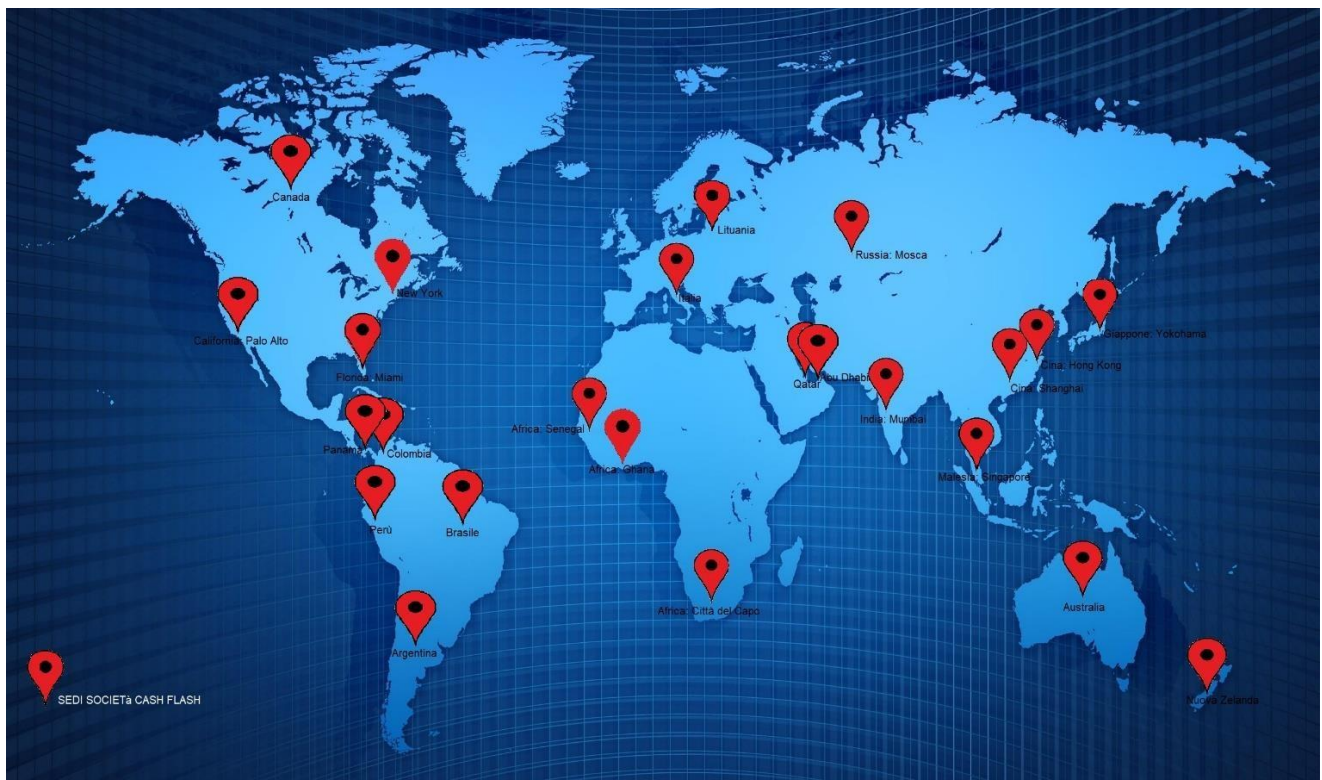 Canada
Lituania
Russia: Mosca
New York
Italia
California: Palo Alto
Giappone: Yokohama
Florida: Miami
Cina: Hong Kong
Qatar
Abu Dhabi
Cina: Shanghai
India: Mumbai
Africa: Senegal
Panama
Colombia
Africa: Ghana
Malesia: Singapore
Perú
Brasile
Africa: Città del Capo
Australia
Argentina
Nuova Zelanda
SEDI SOCIETà CASH FLASH